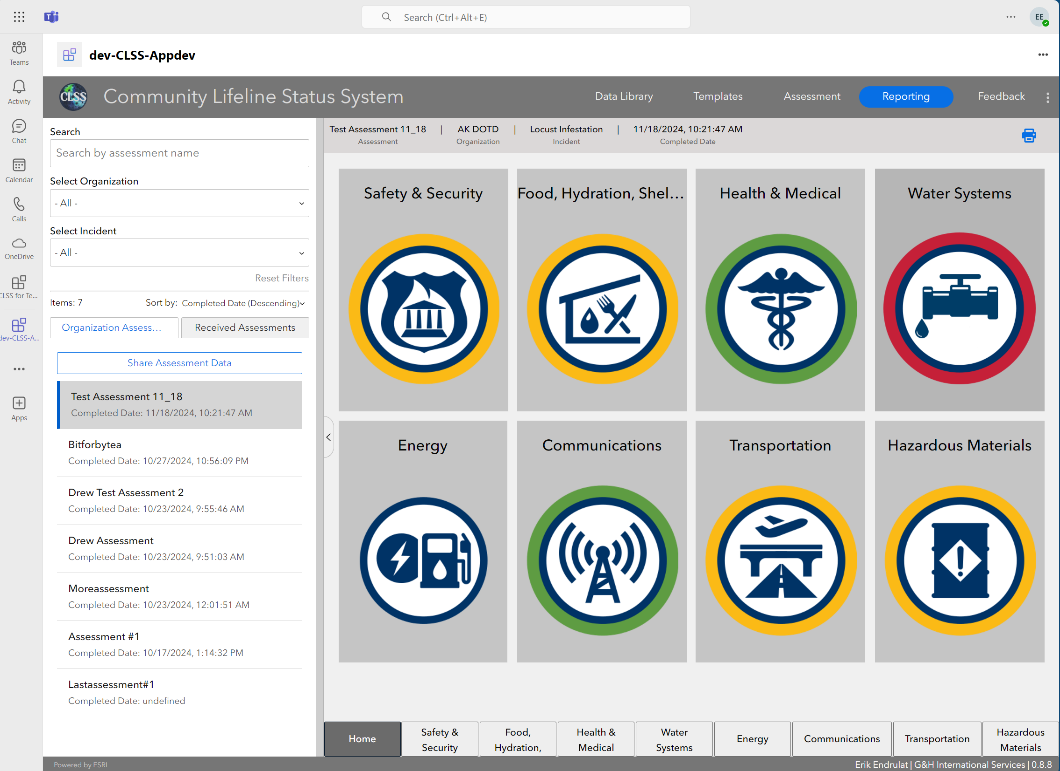 Search (Ctrl+Alt+E)
EE
Teams
Activity
Chat
Calendar
Calls
OneDrive
CLSS for Te...
dev-CLSS-A...
Apps
dev-CLSS-Appdev
CLSS
Community Lifeline Status System
Data Library
Templates
Assessment
Reporting
Feedback
Search
Search by assessment name
Select Organization
- All -
Select Incident
- All -
Reset Filters
Items: 7
Sort by: Completed Date (Descending)
Organization Assess...
Received Assessments
Share Assessment Data
Test Assessment 11_18
Completed Date: 11/18/2024, 10:21:47 AM
Bitforbytea
Completed Date: 10/27/2024, 10:56:09 PM
Drew Test Assessment 2
Completed Date: 10/23/2024, 9:55:46 AM
Drew Assessment
Completed Date: 10/23/2024, 9:51:03 AM
Moreassessment
Completed Date: 10/23/2024, 12:01:51 AM
Assessment #1
Completed Date: 10/17/2024, 1:14:32 PM
Lastassessment#1
Completed Date: undefined
Test Assessment 11_18 | AK DOTD | Locust Infestation | 11/18/2024, 10:21:47 AM
Assessment Organization Incident Completed Date
Safety & Security
Food, Hydration, Shel...
Health & Medical
Water Systems
Energy
Communications
Transportation
Hazardous Materials
Home
Safety &
Security
Food,
Hydration,
Health &
Medical
Water
Systems
Energy
Communications
Transportation
Hazardous
Materials
Powered by ESRI
Erik Endrulat | G&H International Services | 0.8.8